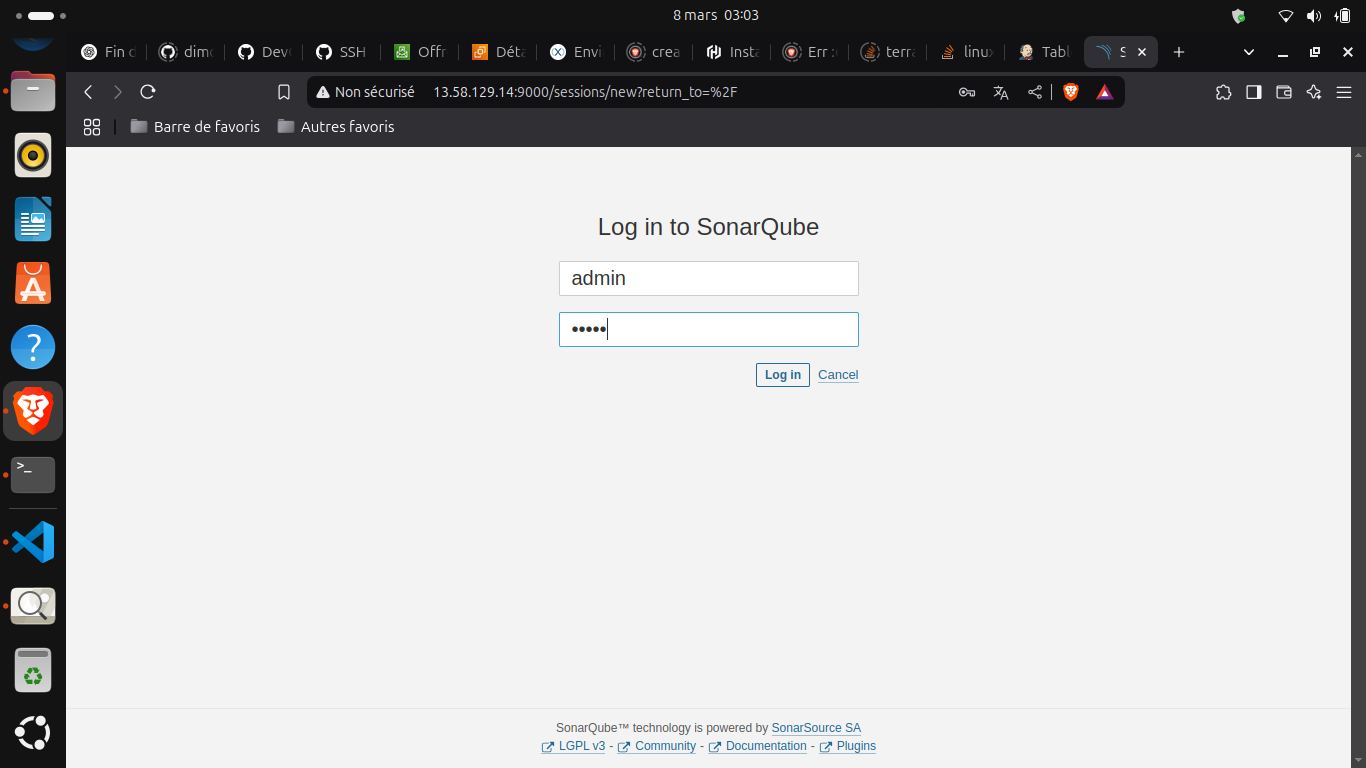 8 mars 03:03
Fin d
dimo
Dev
SSH
Offr
Déta
Envi
crea
Insta
Err :
terra
linux
Tabl
S
Non sécurisé 13.58.129.14:9000/sessions/new?return_to=%2F
Barre de favoris
Autres favoris
Log in to SonarQube
admin
•••••
Log in Cancel
SonarQube™ technology is powered by SonarSource SA
LGPL v3 - Community - Documentation - Plugins